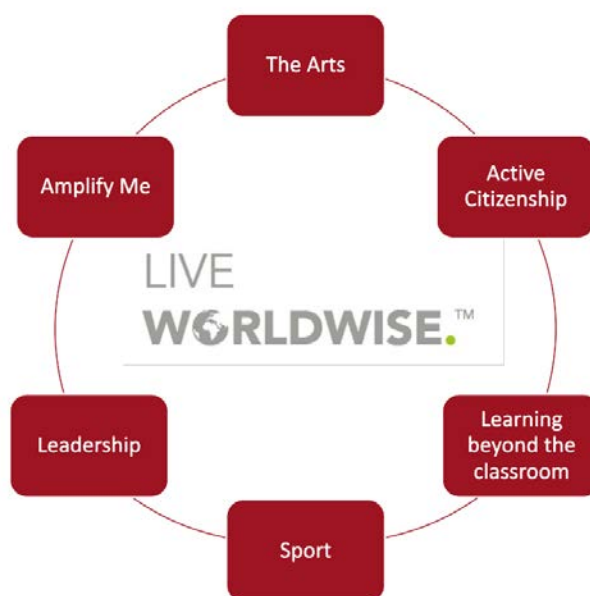 The Arts
Active
Citizenship
Learning
beyond the
classroom
Sport
Leadership
Amplify Me
LIVE
WORLDWISE.™